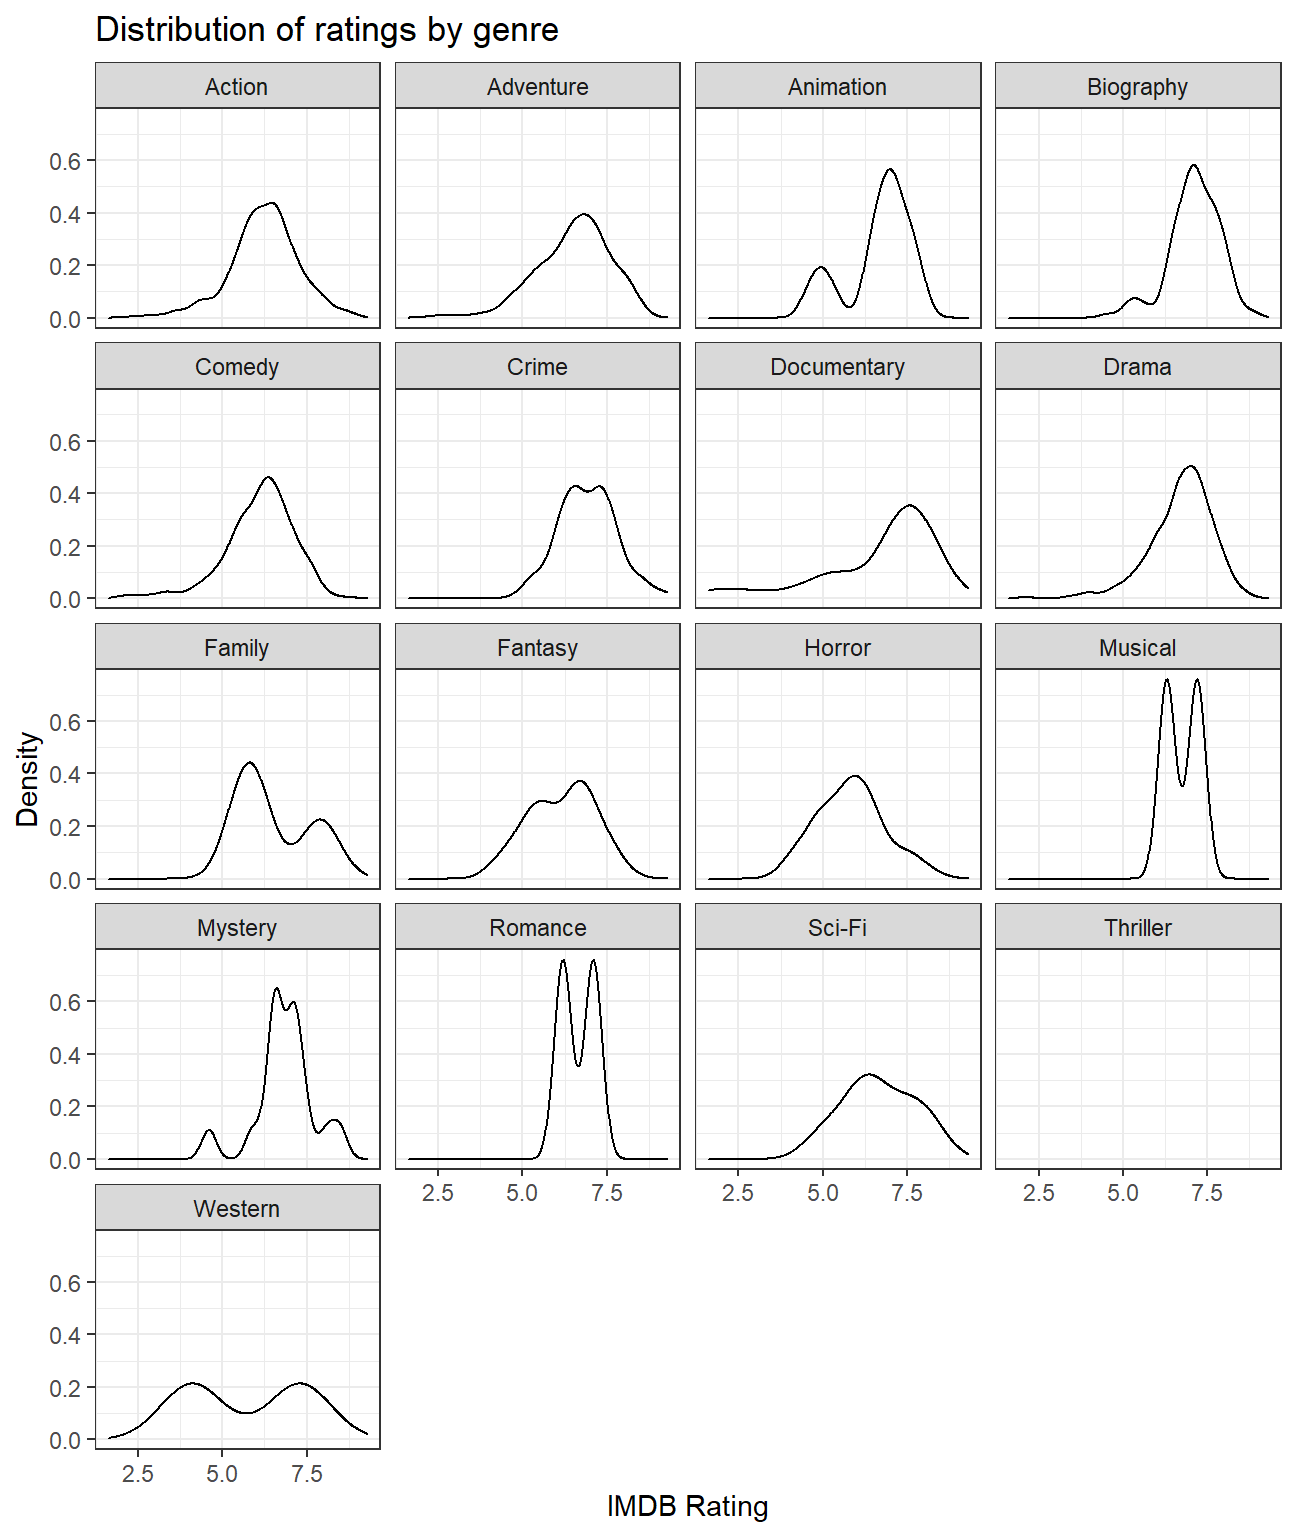 Distribution of ratings by genre
Action Adventure Animation Biography
0.6
0.4
0.2
0.0
Comedy Crime Documentary Drama
0.6
0.4
0.2
0.0
Family Fantasy Horror Musical
0.6
0.4
0.2
0.0
Density
Mystery Romance Sci-Fi Thriller
0.6
0.4
0.2
0.0
2.5 5.0 7.5 2.5 5.0 7.5 2.5 5.0 7.5
Western
0.6
0.4
0.2
0.0
2.5 5.0 7.5
IMDB Rating